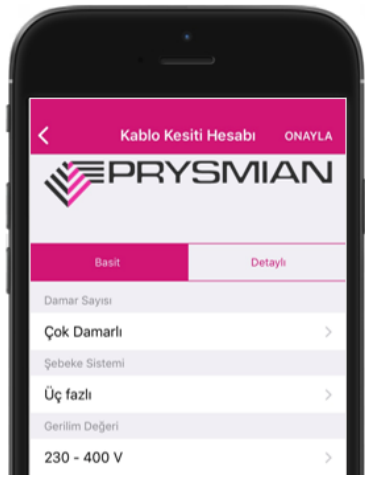 Kablo Kesiti Hesabı ONAYLA
PRYSMIAN
Basit Detaylı
Damar Sayısı
Çok Damarlı
Şebeke Sistemi
Üç fazlı
Gerilim Değeri
230 - 400 V